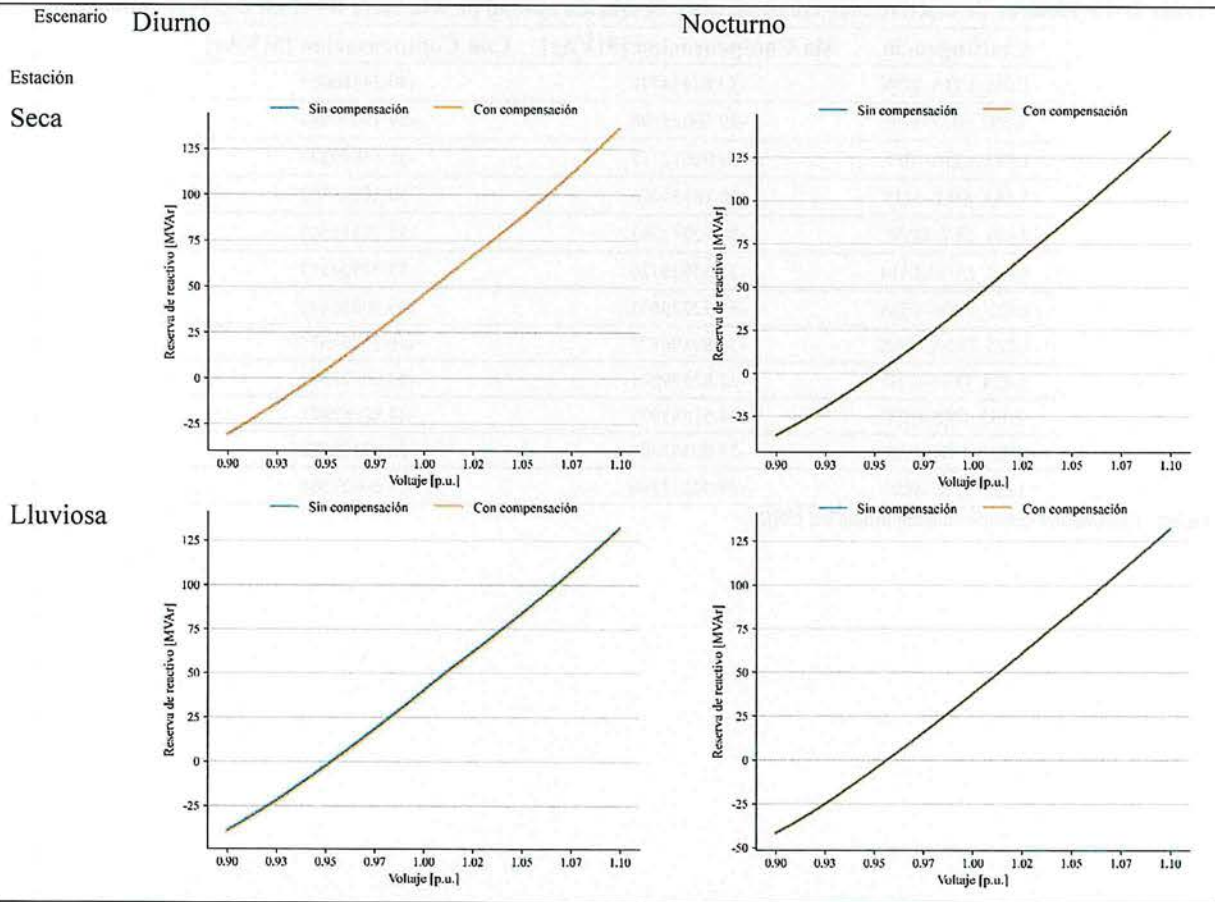 Escenario Diurno Nocturno
Estación
Seca
Sin compensación Con compensación
Reserva de reactivo [MVAr]
125
100
75
50
25
0
-25
0.90 0.93 0.95 0.97 1.00 1.02 1.05 1.07 1.10
Voltaje [p.u.]
Sin compensación Con compensación
Reserva de reactivo [MVAr]
125
100
75
50
25
0
-25
0.90 0.93 0.95 0.97 1.00 1.02 1.05 1.07 1.10
Voltaje [p.u.]
Lluviosa
Sin compensación Con compensación
Reserva de reactivo [MVAr]
125
100
75
50
25
0
-25
0.90 0.93 0.95 0.97 1.00 1.02 1.05 1.07 1.10
Voltaje [p.u.]
Sin compensación Con compensación
Reserva de reactivo [MVAr]
125
100
75
50
25
0
-25
-50
0.90 0.93 0.95 0.97 1.00 1.02 1.05 1.07 1.10
Voltaje [p.u.]